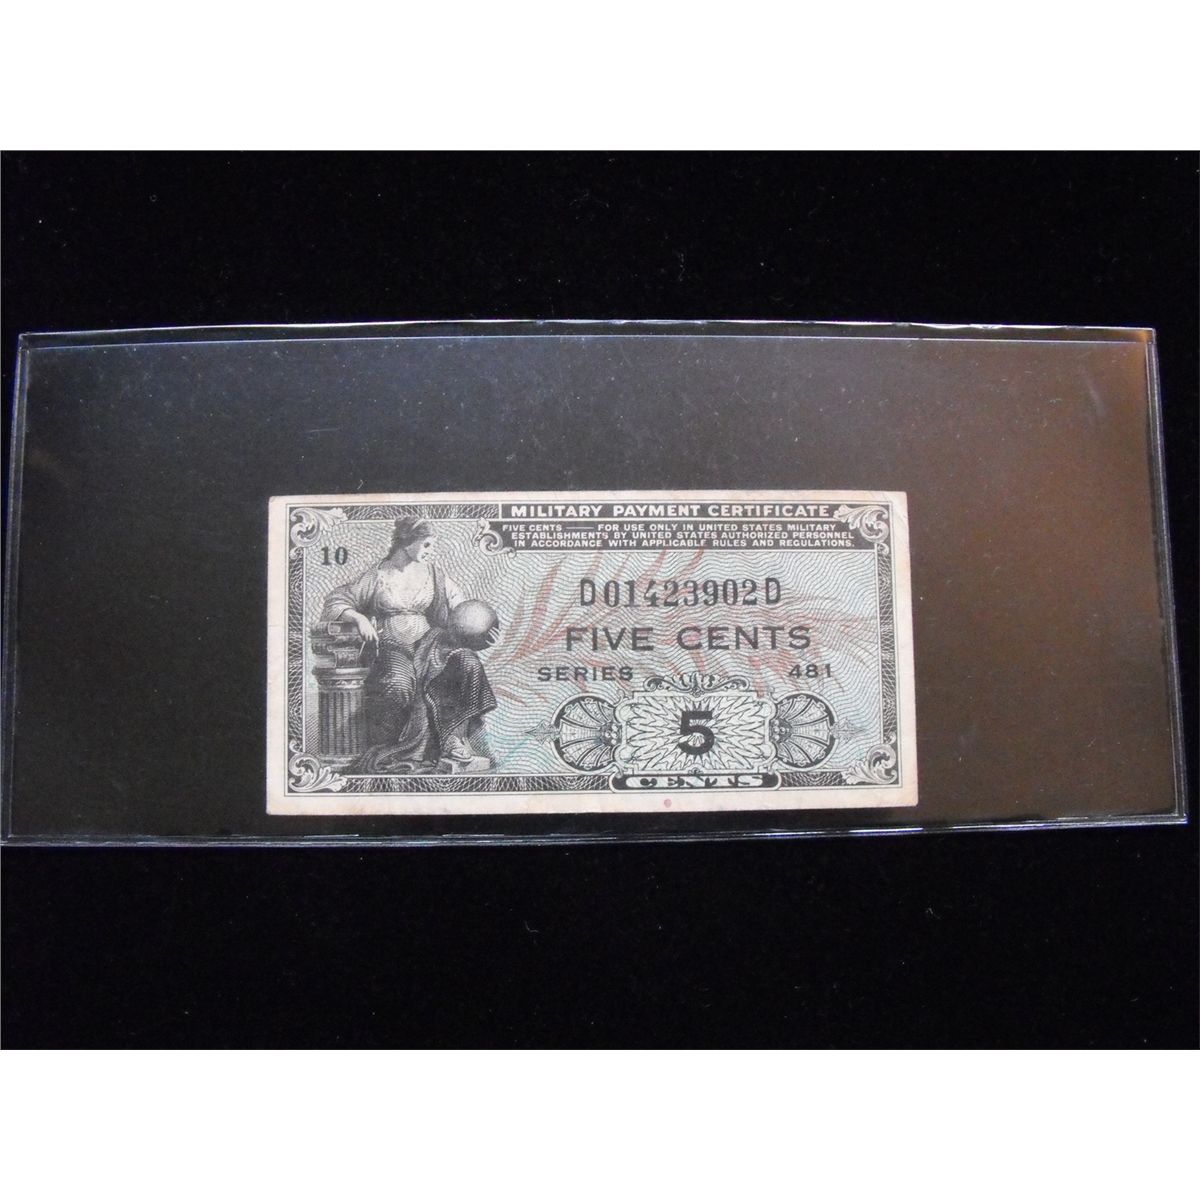 MILITARY PAYMENT CERTIFICATE
FIVE CENTS — FOR USE ONLY IN UNITED STATES MILITARY
ESTABLISHMENTS BY UNITED STATES AUTHORIZED PERSONNEL
IN ACCORDANCE WITH APPLICABLE RULES AND REGULATIONS.
10
D01423902D
FIVE CENTS
SERIES 481
5
CENTS